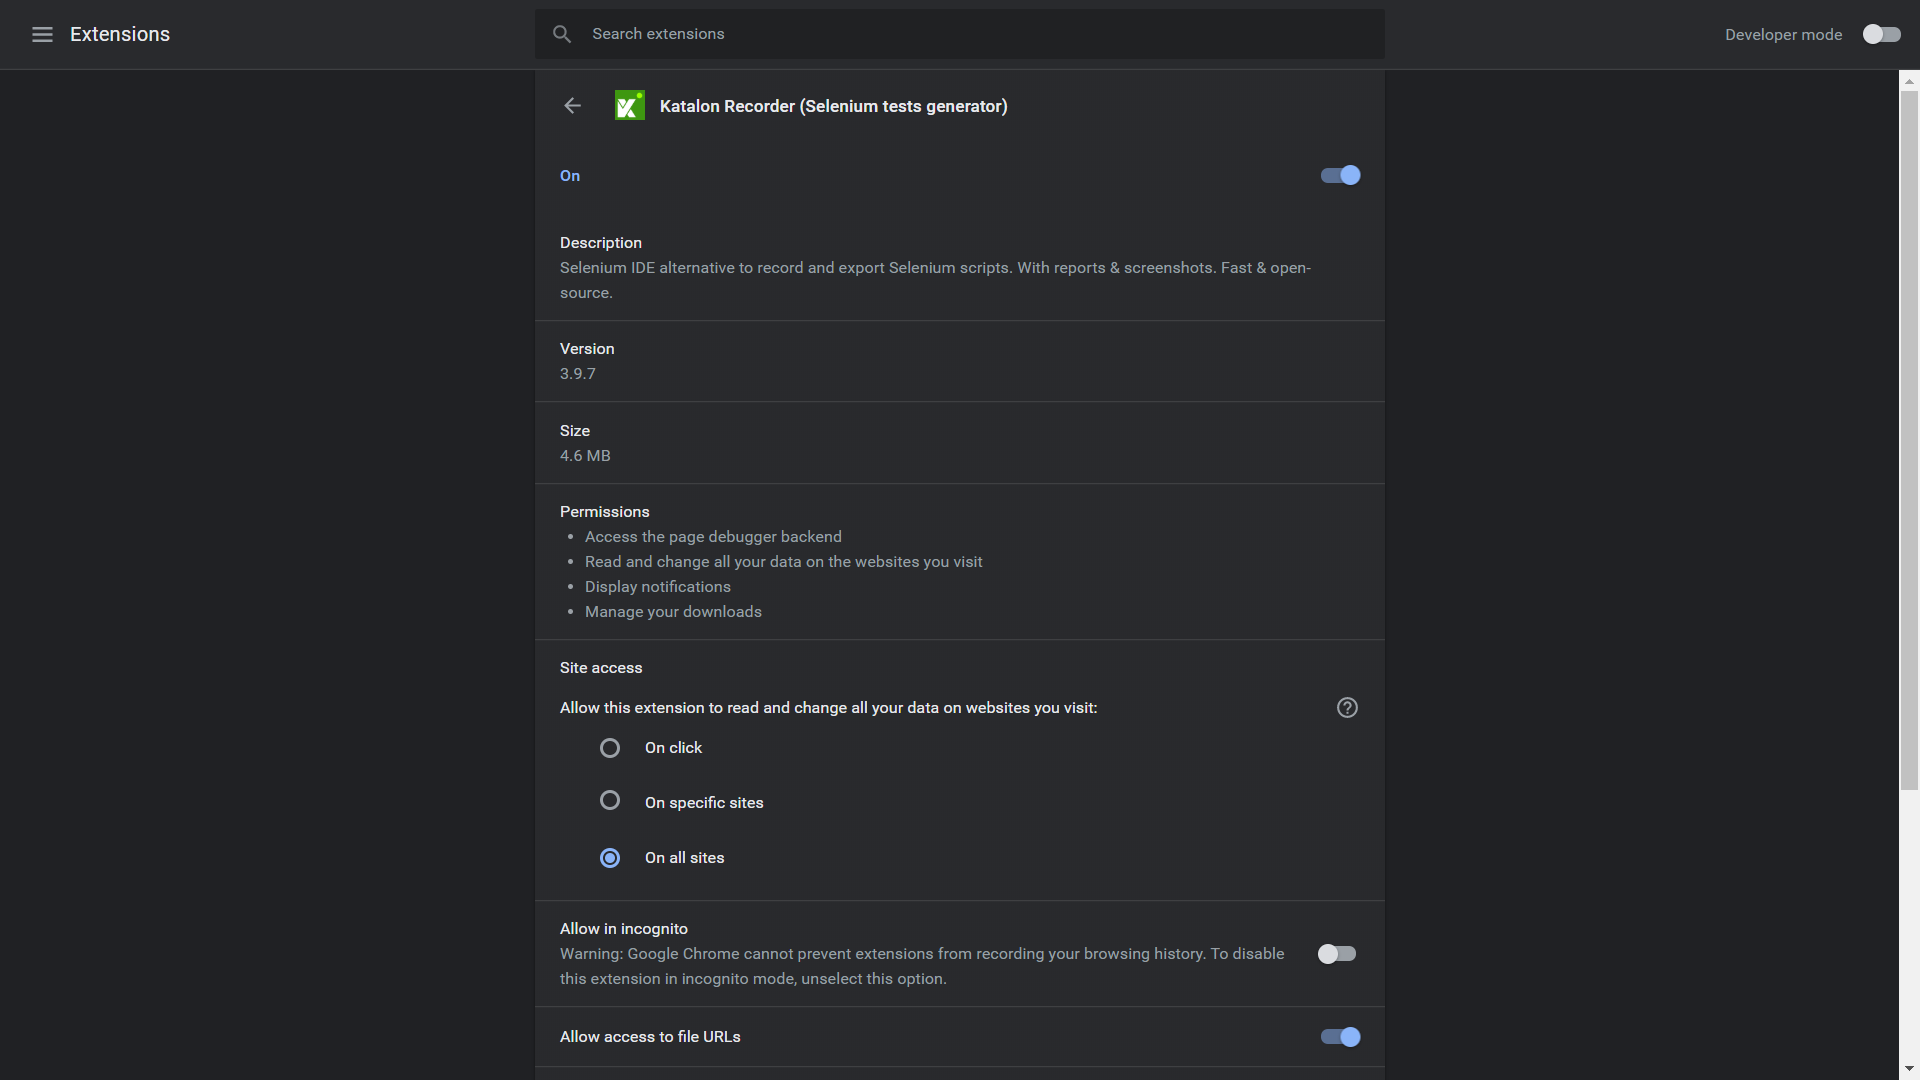 Extensions
Search extensions
Developer mode
Katalon Recorder (Selenium tests generator)
On
Description
Selenium IDE alternative to record and export Selenium scripts. With reports & screenshots. Fast & open-
source.
Version
3.9.7
Size
4.6 MB
Permissions
• Access the page debugger backend
• Read and change all your data on the websites you visit
• Display notifications
• Manage your downloads
Site access
Allow this extension to read and change all your data on websites you visit:
On click
On specific sites
On all sites
Allow in incognito
Warning: Google Chrome cannot prevent extensions from recording your browsing history. To disable
this extension in incognito mode, unselect this option.
Allow access to file URLs